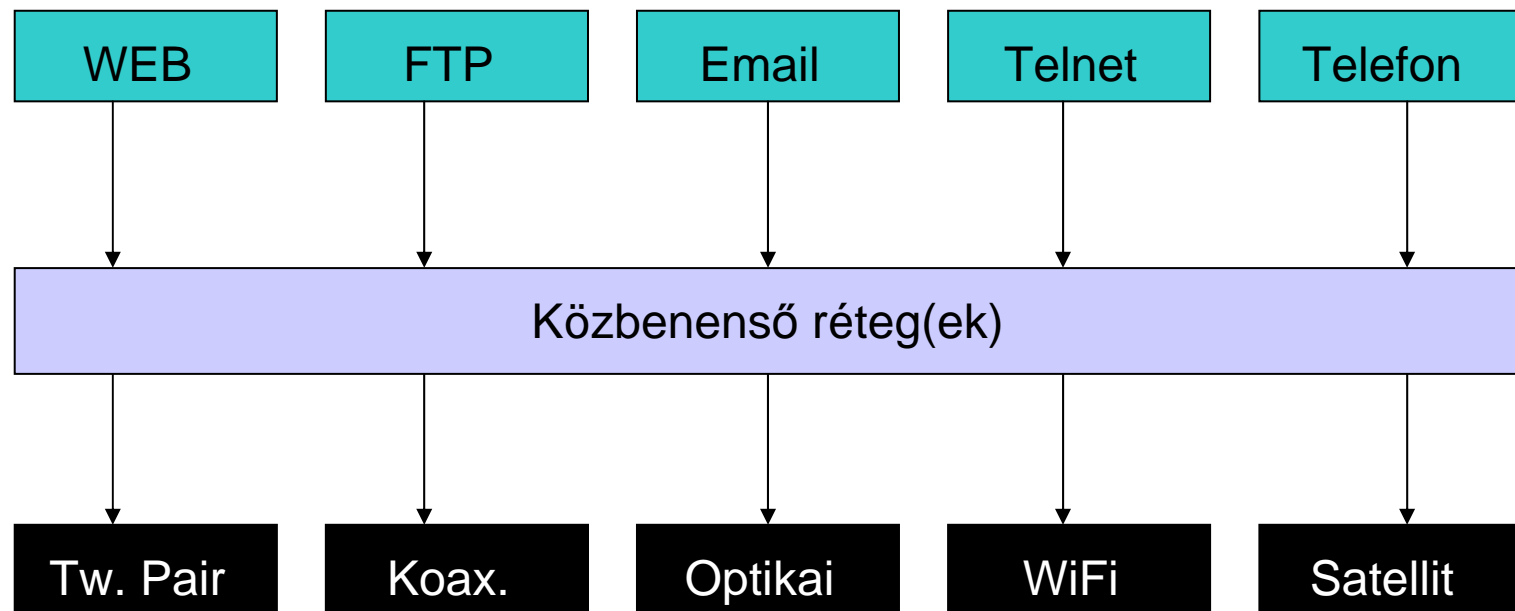 WEB FTP Email Telnet Telefon
Közbenenső réteg(ek)
Tw. Pair Koax. Optikai WiFi Satellit